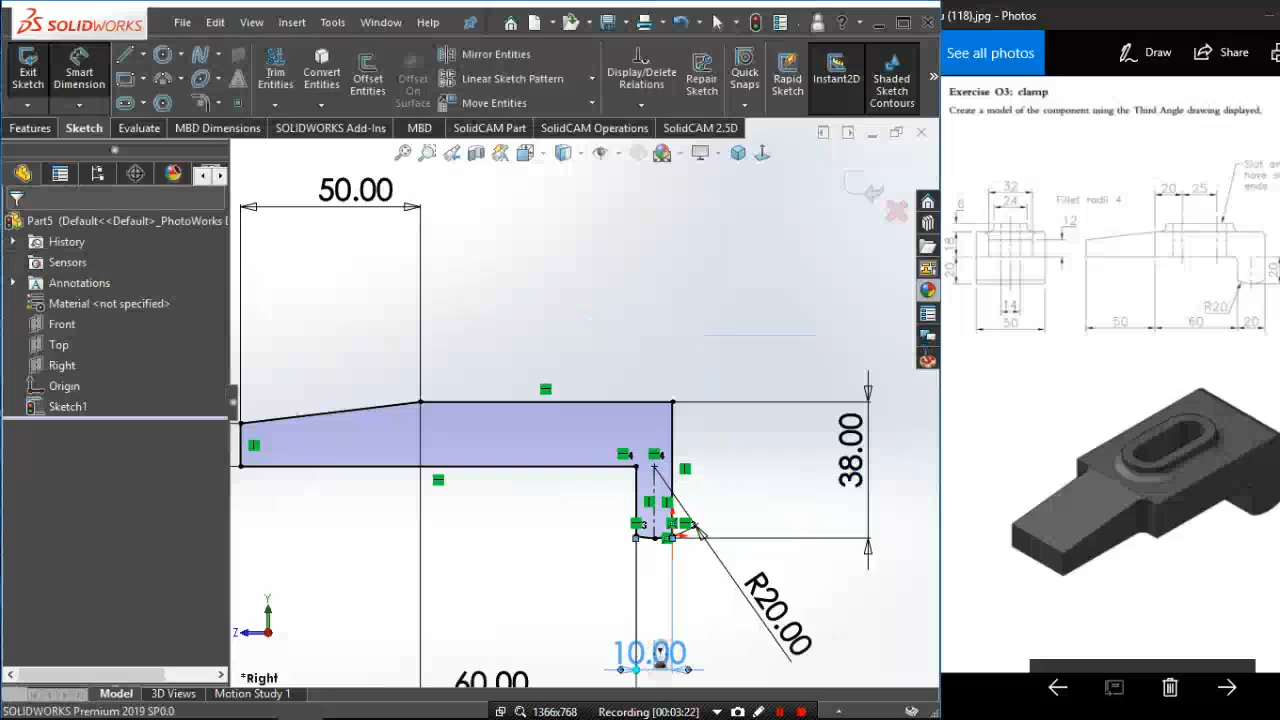 SOLIDWORKS
File Edit View Insert Tools Window Help
(118).jpg - Photos
See all photos
Draw
Share
Exit Sketch
Smart Dimension
Trim Entities
Convert Entities
Offset Entities
Offset On Surface
Mirror Entities
Linear Sketch Pattern
Move Entities
Display/Delete Relations
Repair Sketch
Quick Snaps
Rapid Sketch
Instant2D
Shaded Sketch Contours
Features Sketch Evaluate MBD Dimensions SOLIDWORKS Add-Ins MBD SolidCAM Part SolidCAM Operations SolidCAM 2.5D
Exercise O3: clamp
Create a model of the component using the Third Angle drawing displayed.
Part5 (Default<<Default>_PhotoWorks
History
Sensors
Annotations
Material <not specified>
Front
Top
Right
Origin
Sketch1
50.00
38.00
R20.00
10.00
60.00
Y
Z
*Right
Slot
ends
32
24
Fillet radii 4
20
25
6
12
18
20
20
R20
14
50
50
60
20
Model 3D Views Motion Study 1
SOLIDWORKS Premium 2019 SP0.0
1366x768
Recording [00:03:22]